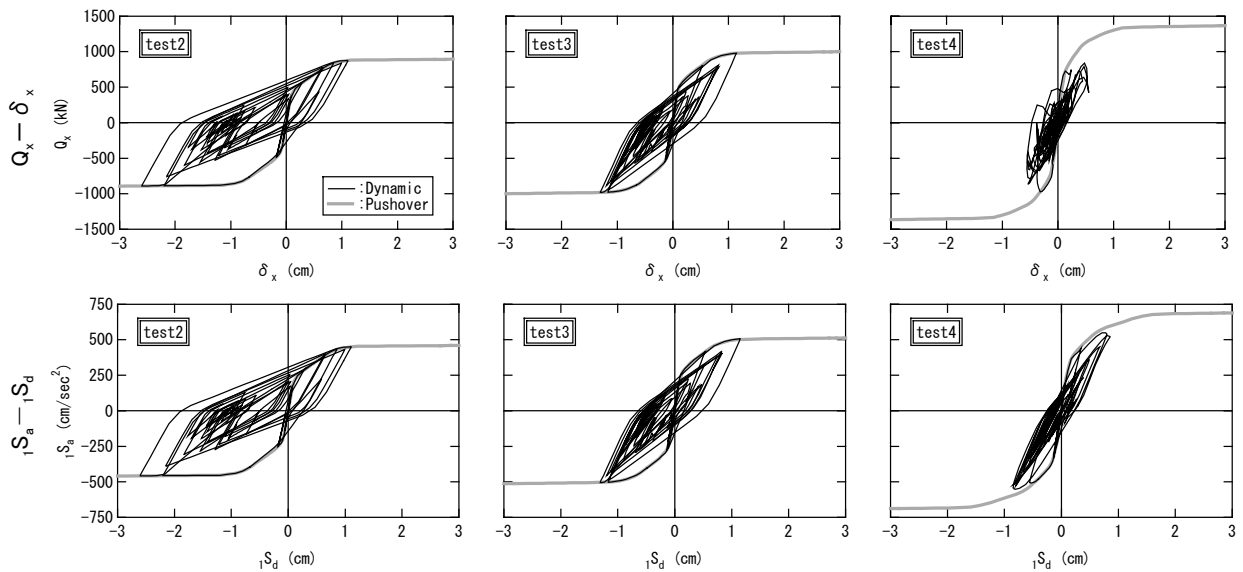 Qx－δx
Qx (kN)
1500
1000
500
0
-500
-1000
-1500
test2
:Dynamic
:Pushover
-3 -2 -1 0 1 2 3
δx (cm)
test3
-3 -2 -1 0 1 2 3
δx (cm)
test4
-3 -2 -1 0 1 2 3
δx (cm)
1Sa－1Sd
1Sa (cm/sec2)
750
500
250
0
-250
-500
-750
test2
-3 -2 -1 0 1 2 3
1Sd (cm)
test3
-3 -2 -1 0 1 2 3
1Sd (cm)
test4
-3 -2 -1 0 1 2 3
1Sd (cm)